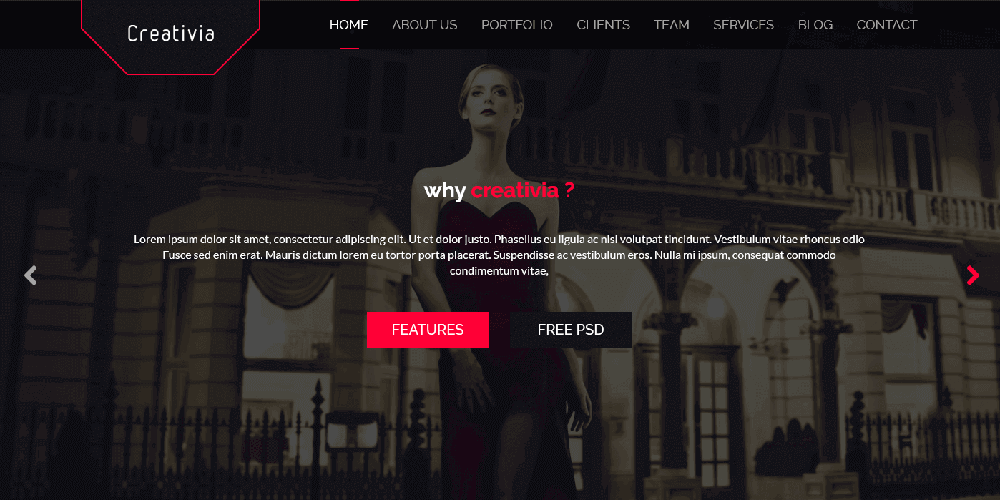 Creativia
HOME ABOUT US PORTFOLIO CLIENTS TEAM SERVICES BLOG CONTACT
why creativia ?
Lorem ipsum dolor sit amet, consectetur adipiscing elit. Ut et dolor justo. Phasellus eu ligula ac nisl volutpat tincidunt. Vestibulum vitae rhoncus odio
Fusce sed enim erat. Mauris dictum lorem eu tortor porta placerat. Suspendisse ac vestibulum eros. Nulla mi ipsum, consequat commodo
condimentum vitae,
FEATURES FREE PSD